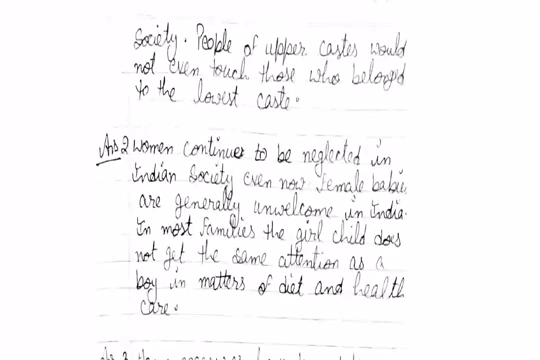 Society. People of upper castes would
not even touch those who belonged
to the lowest caste.
Ans 2 Women continues to be neglected in
Indian Society even now female babies
are generally unwelcome in India.
In most families the girl child does
not get the same attention as a
boy in matters of diet and health
care.
Ans 3